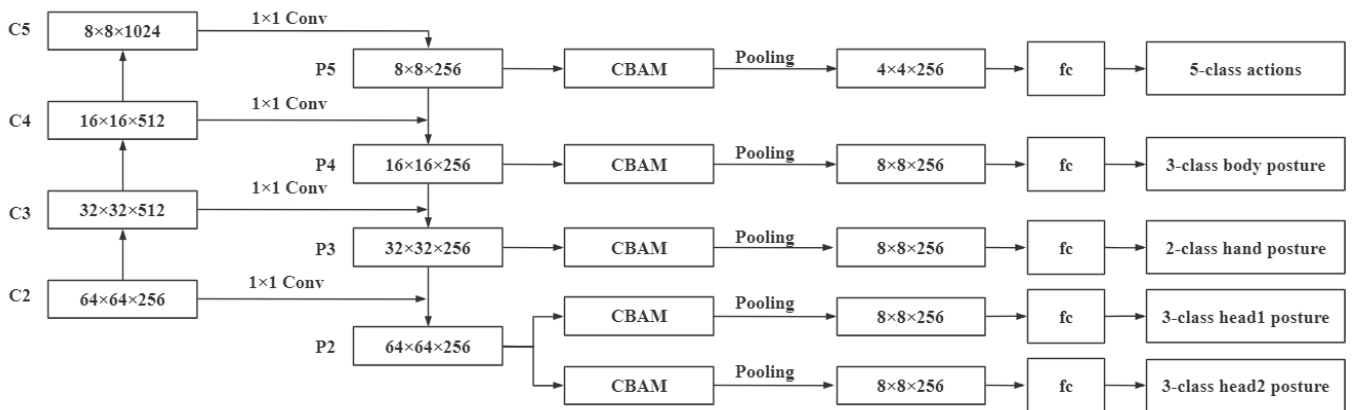 C5
8×8×1024
1×1 Conv
P5
8×8×256
CBAM
Pooling
4×4×256
fc
5-class actions
C4
16×16×512
1×1 Conv
P4
16×16×256
CBAM
Pooling
8×8×256
fc
3-class body posture
C3
32×32×512
1×1 Conv
P3
32×32×256
CBAM
Pooling
8×8×256
fc
2-class hand posture
C2
64×64×256
1×1 Conv
P2
64×64×256
CBAM
Pooling
8×8×256
fc
3-class head1 posture
CBAM
Pooling
8×8×256
fc
3-class head2 posture